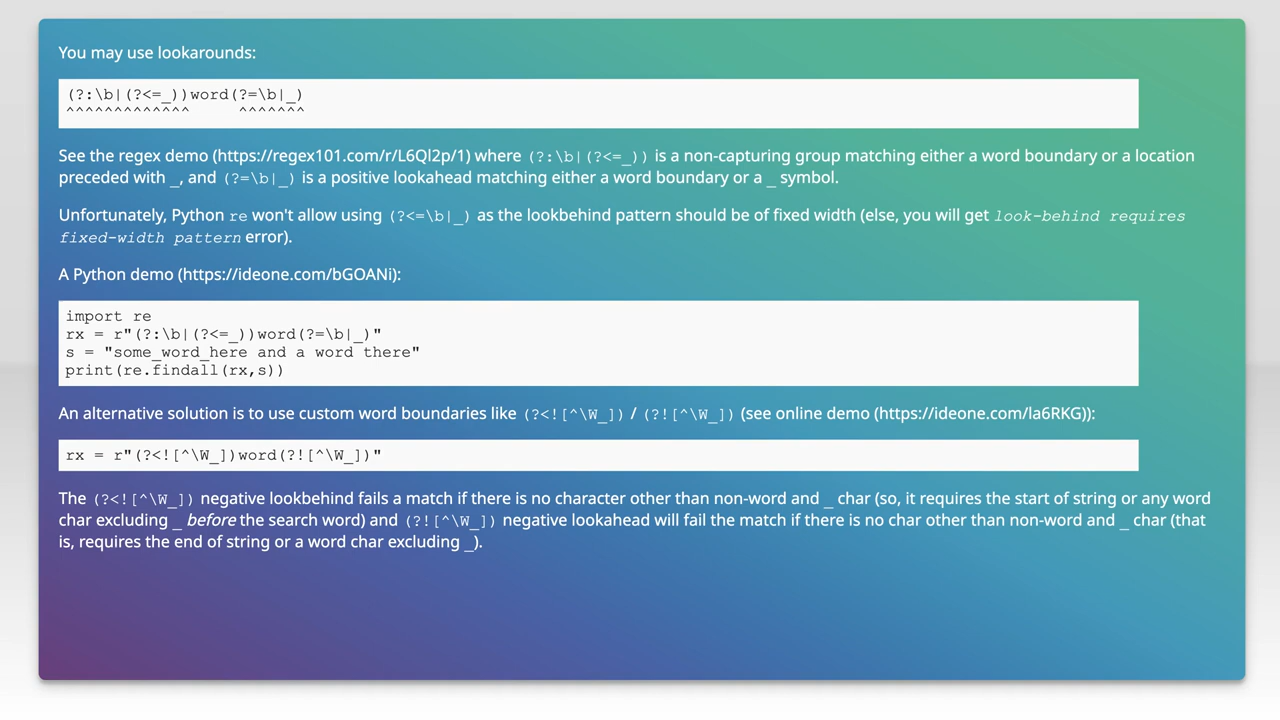 You may use lookarounds:
(?:\b|(?<=_))word(?=\b|_)
^^^^^^^^^^^^^     ^^^^^^^
See the regex demo (https://regex101.com/r/L6Ql2p/1) where (?:\b|(?<=_)) is a non-capturing group matching either a word boundary or a location
preceded with _, and (?=\b|_) is a positive lookahead matching either a word boundary or a _ symbol.
Unfortunately, Python re won't allow using (?<=\b|_) as the lookbehind pattern should be of fixed width (else, you will get look-behind requires
fixed-width pattern error).
A Python demo (https://ideone.com/bGOANi):
import re
rx = r"(?:\b|(?<=_))word(?=\b|_)"
s = "some_word_here and a word there"
print(re.findall(rx,s))
An alternative solution is to use custom word boundaries like (?<![^\W_]) / (?![^\W_]) (see online demo (https://ideone.com/la6RKG)):
rx = r"(?<![^\W_])word(?![^\W_])"
The (?<![^\W_]) negative lookbehind fails a match if there is no character other than non-word and _ char (so, it requires the start of string or any word
char excluding _ before the search word) and (?![^\W_]) negative lookahead will fail the match if there is no char other than non-word and _ char (that
is, requires the end of string or a word char excluding _).